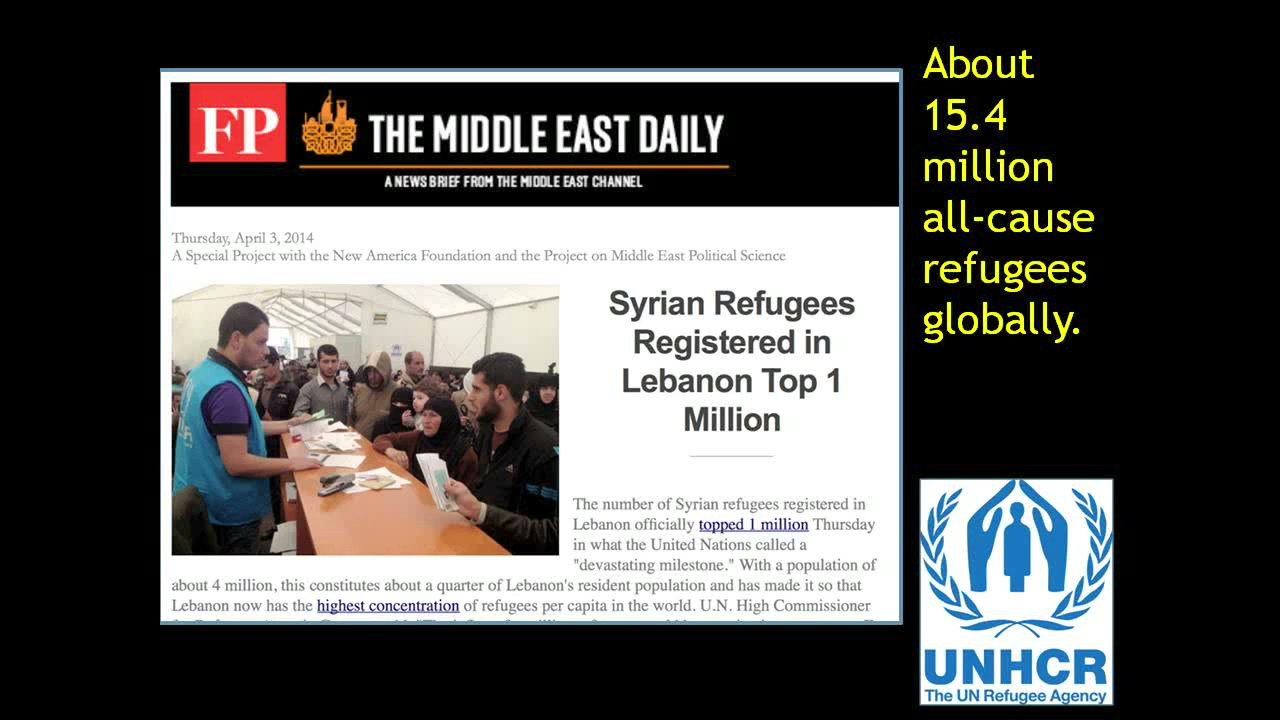 FP
THE MIDDLE EAST DAILY
A NEWS BRIEF FROM THE MIDDLE EAST CHANNEL
Thursday, April 3, 2014
A Special Project with the New America Foundation and the Project on Middle East Political Science
Syrian Refugees
Registered in
Lebanon Top 1
Million
The number of Syrian refugees registered in
Lebanon officially topped 1 million Thursday
in what the United Nations called a
"devastating milestone." With a population of
about 4 million, this constitutes about a quarter of Lebanon's resident population and has made it so that
Lebanon now has the highest concentration of refugees per capita in the world. U.N. High Commissioner
About
15.4
million
all-cause
refugees
globally.
UNHCR
The UN Refugee Agency